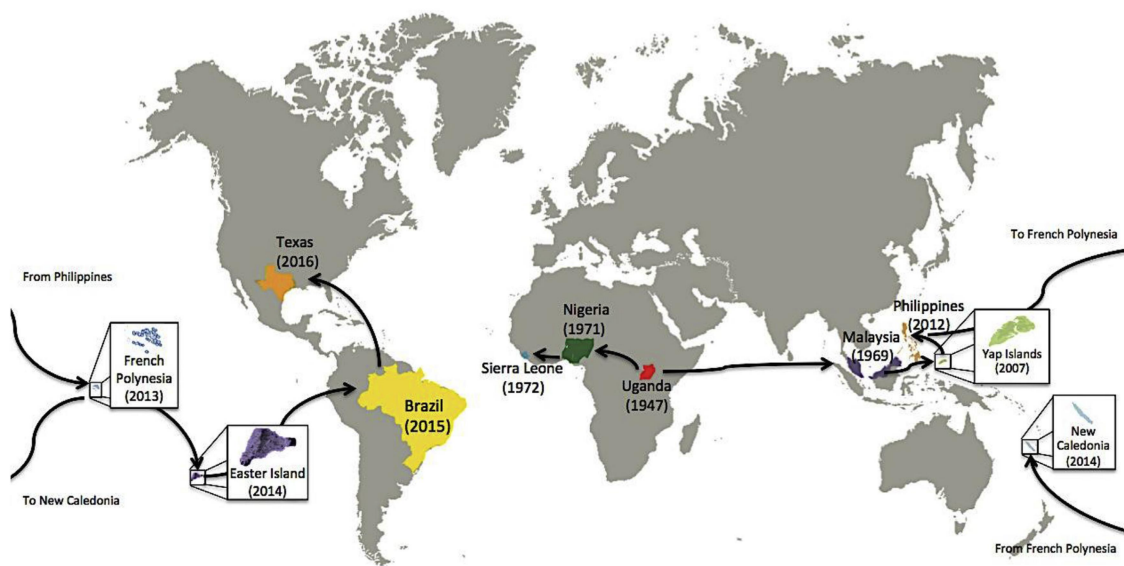 Texas
(2016)
From Philippines
French
Polynesia
(2013)
To New Caledonia
Easter Island
(2014)
Brazil
(2015)
Sierra Leone
(1972)
Nigeria
(1971)
Uganda
(1947)
Malaysia
(1969)
Philippines
(2012)
Yap Islands
(2007)
To French Polynesia
New
Caledonia
(2014)
From French Polynesia